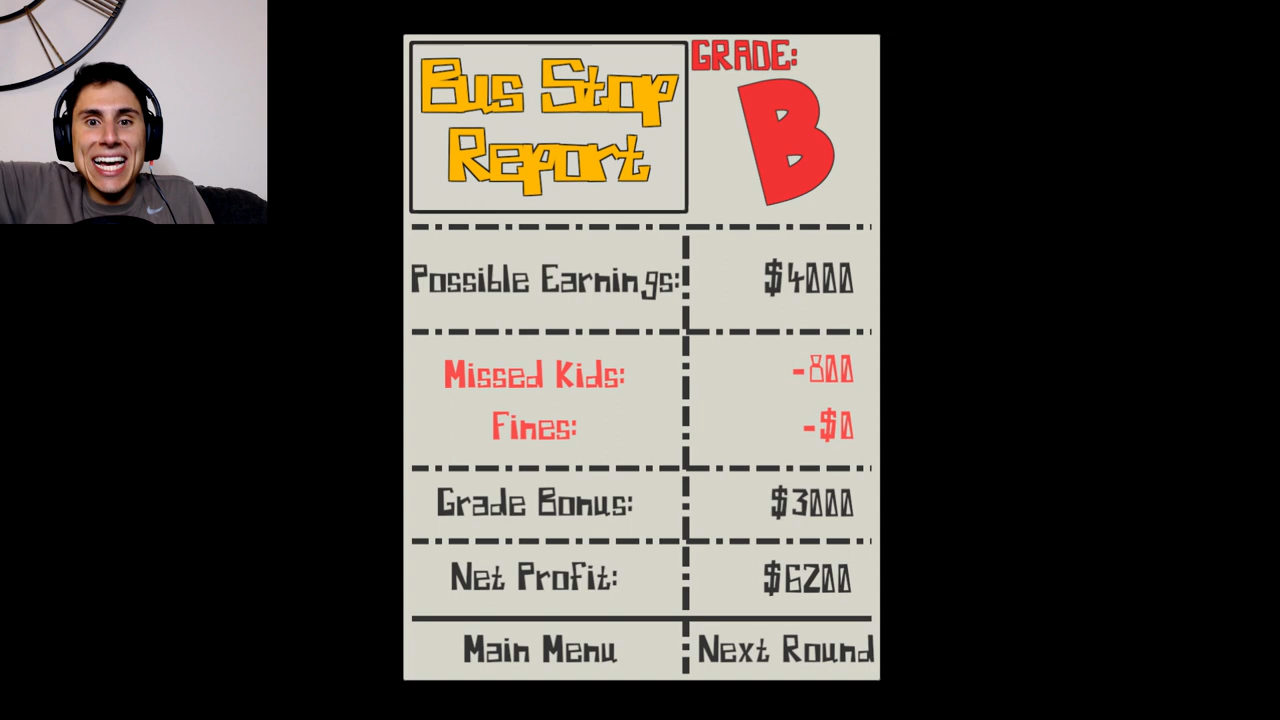 Bus Stop
Report
GRADE:
B
Possible Earnings: $4000
Missed Kids: -800
Fines: -$0
Grade Bonus: $3000
Net Profit: $6200
Main Menu Next Round